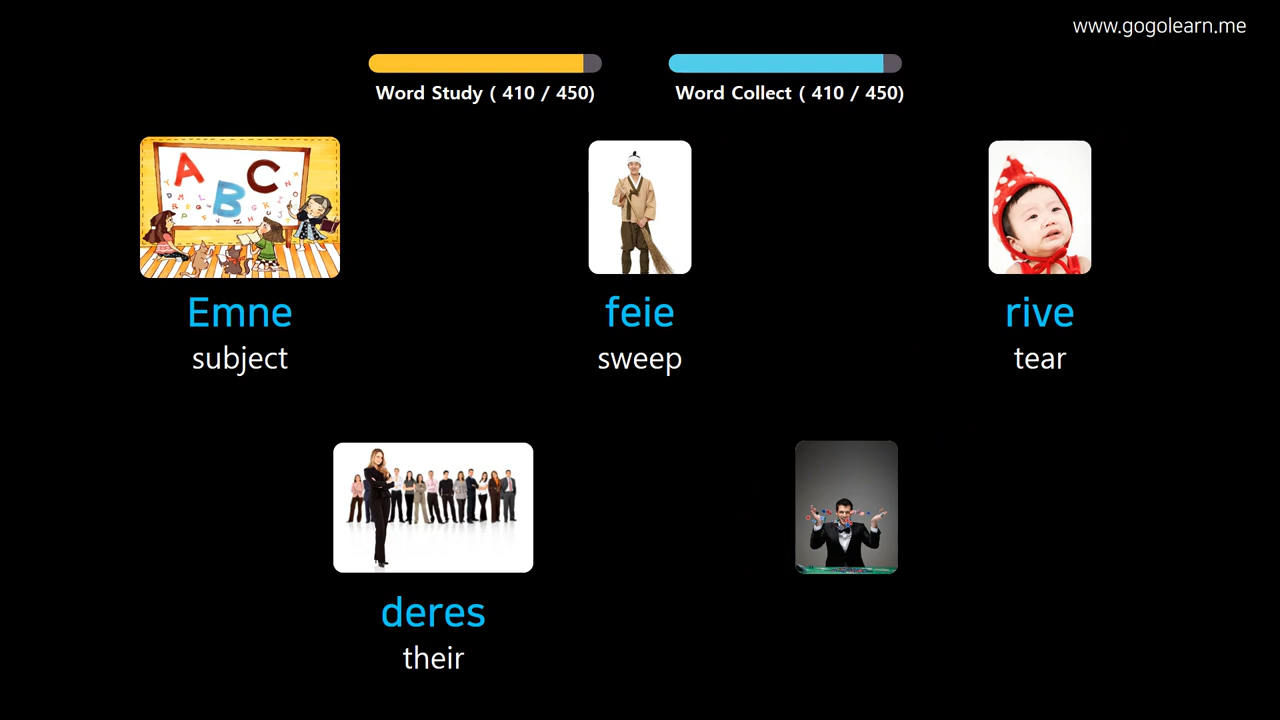 www.gogolearn.me
Word Study ( 410 / 450)
Word Collect ( 410 / 450)
A
B
C
Emne
subject
feie
sweep
rive
tear
deres
their